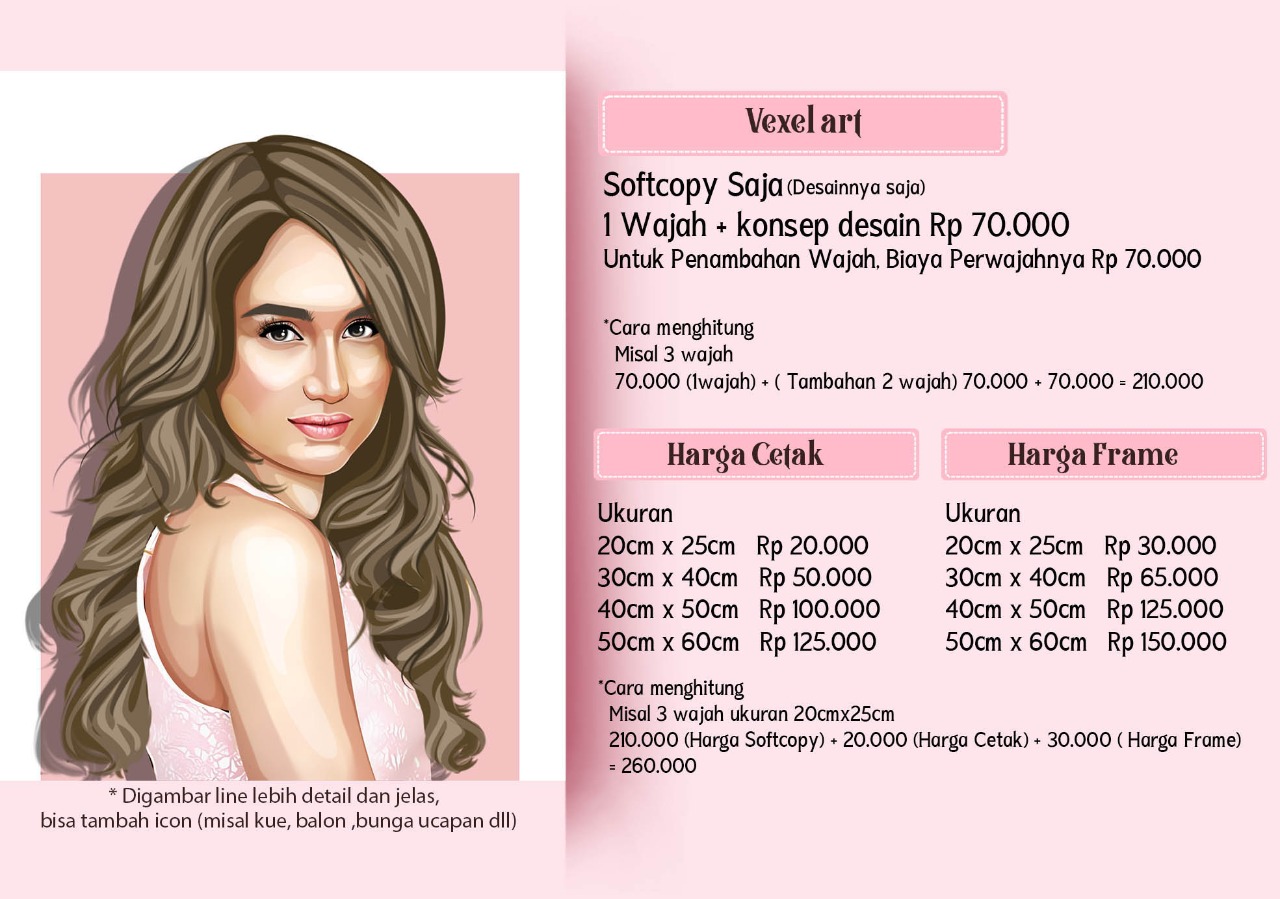 Vexel art
Softcopy Saja (Desainnya saja)
1 Wajah + konsep desain Rp 70.000
Untuk Penambahan Wajah, Biaya Perwajahnya Rp 70.000
*Cara menghitung
Misal 3 wajah
70.000 (1wajah) + ( Tambahan 2 wajah) 70.000 + 70.000 = 210.000
Harga Cetak
Ukuran
20cm x 25cm Rp 20.000
30cm x 40cm Rp 50.000
40cm x 50cm Rp 100.000
50cm x 60cm Rp 125.000
Harga Frame
Ukuran
20cm x 25cm Rp 30.000
30cm x 40cm Rp 65.000
40cm x 50cm Rp 125.000
50cm x 60cm Rp 150.000
*Cara menghitung
Misal 3 wajah ukuran 20cmx25cm
210.000 (Harga Softcopy) + 20.000 (Harga Cetak) + 30.000 ( Harga Frame)
= 260.000
* Digambar line lebih detail dan jelas,
bisa tambah icon (misal kue, balon ,bunga ucapan dll)